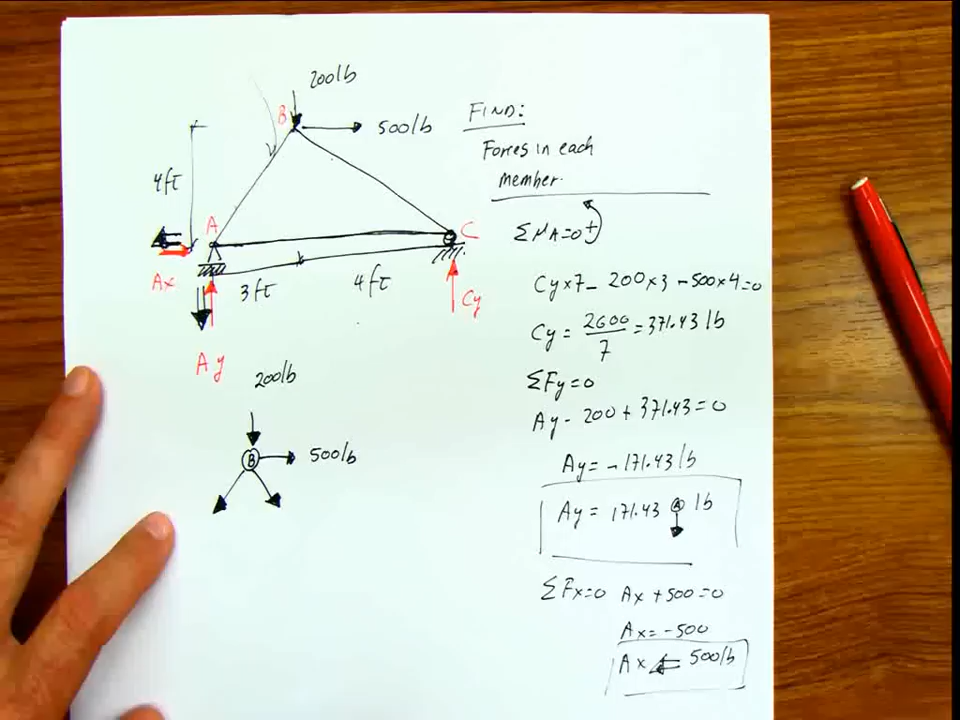 200lb
B
500lb
4ft
A
C
Ax
3ft
4ft
Cy
Ay
200lb
B
500lb
FIND:
Forces in each
member.
ΣMA=0+
Cy×7- 200×3 -500×4=0
Cy= 2600/7 =371.43 lb
ΣFy=0
Ay- 200+371.43=0
Ay=-171.43lb
Ay= 171.43 lb
ΣFx=0 Ax+500=0
Ax=-500
Ax 500lb